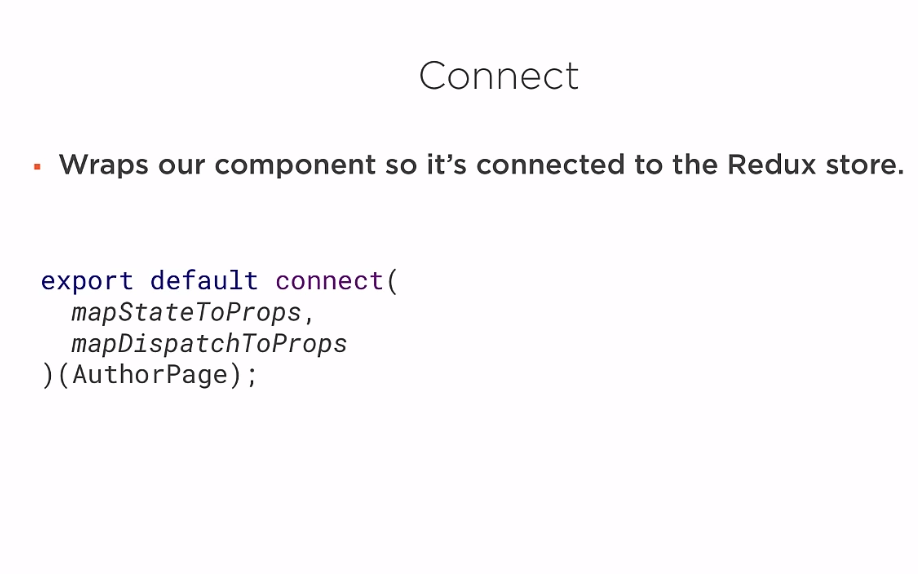 Connect
▪ Wraps our component so it’s connected to the Redux store.
export default connect(
  mapStateToProps,
  mapDispatchToProps
)(AuthorPage);